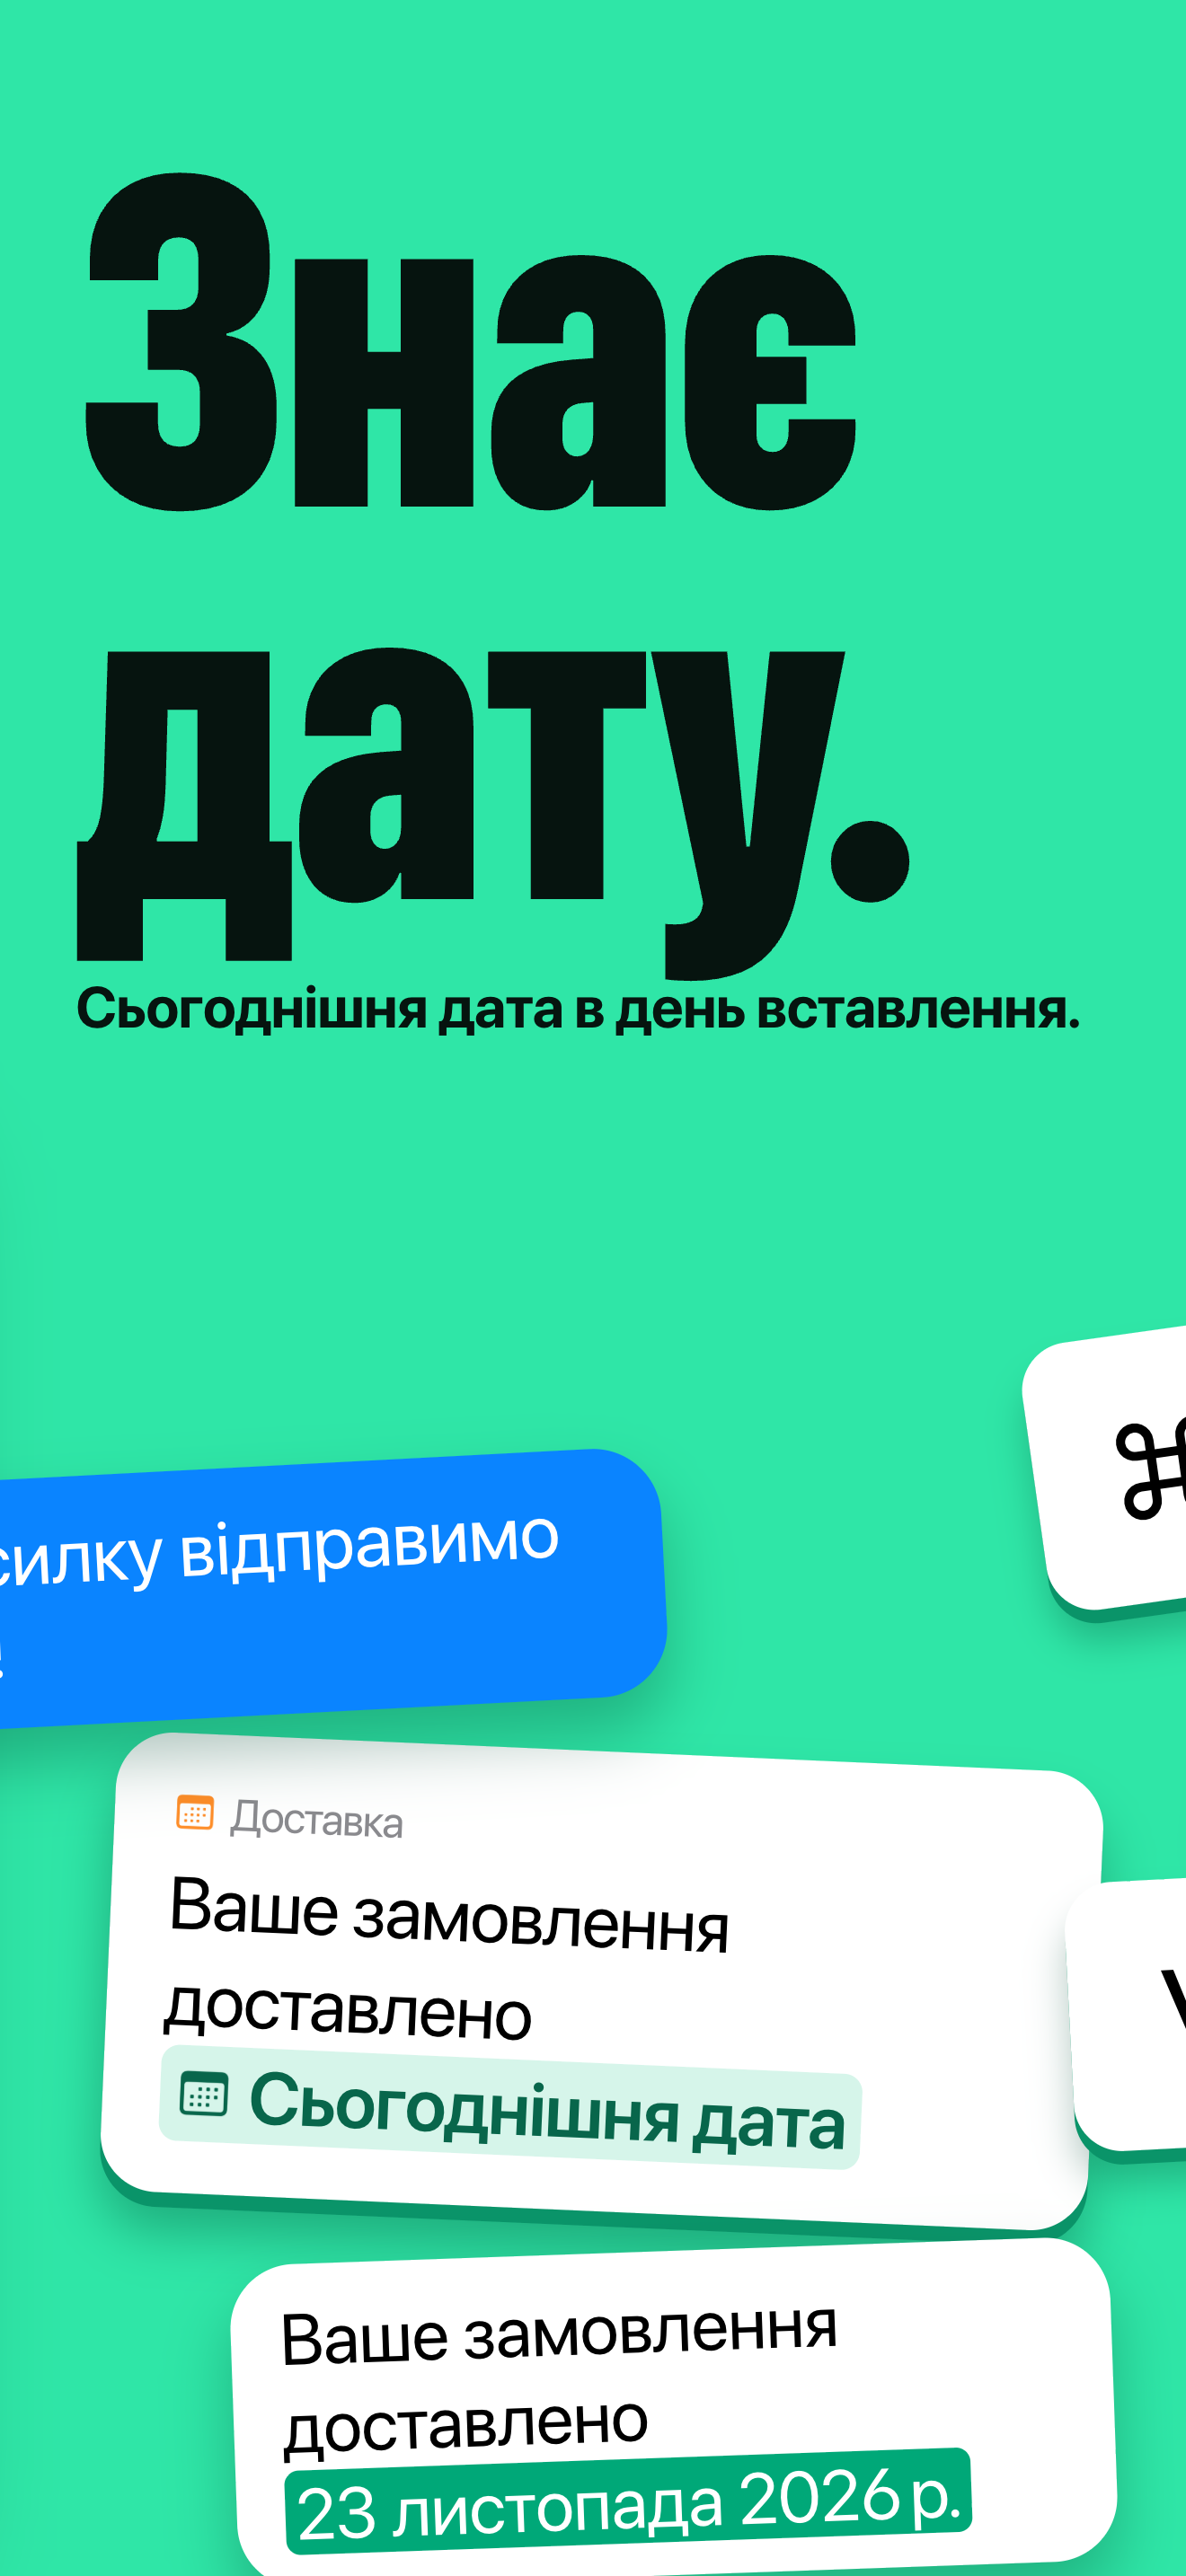 Знає
дату.
Сьогоднішня дата в день вставлення.
⌘
відправимо
Доставка
Ваше замовлення
доставлено
Сьогоднішня дата
Ваше замовлення
доставлено
23 листопада 2026 р.